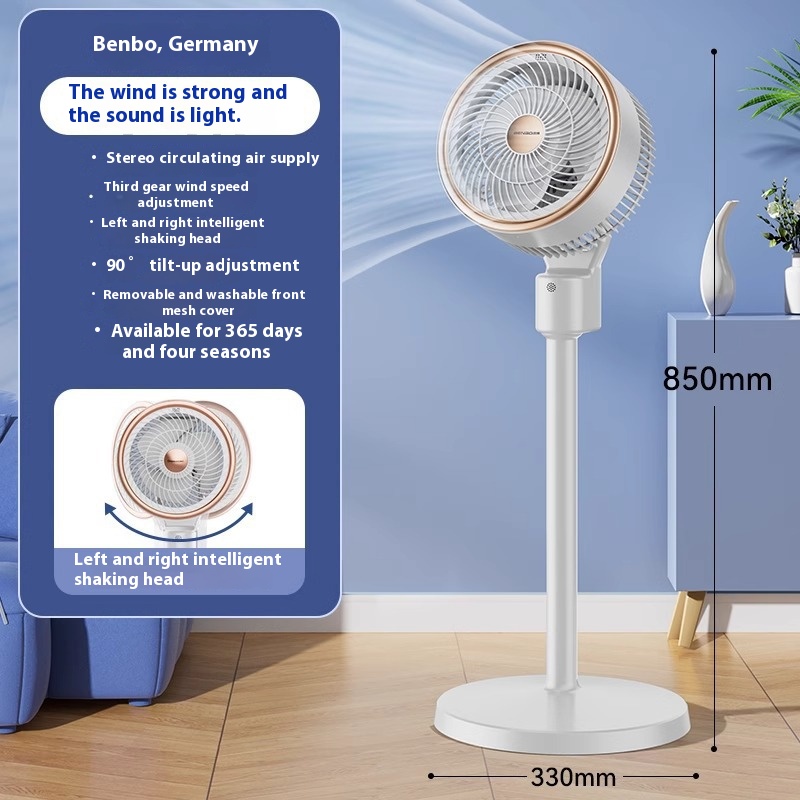 Benbo, Germany
The wind is strong and
the sound is light.
• Stereo circulating air supply
• Third gear wind speed
adjustment
• Left and right intelligent
shaking head
• 90° tilt-up adjustment
• Removable and washable front
mesh cover
• Available for 365 days
and four seasons
Left and right intelligent
shaking head
850mm
330mm